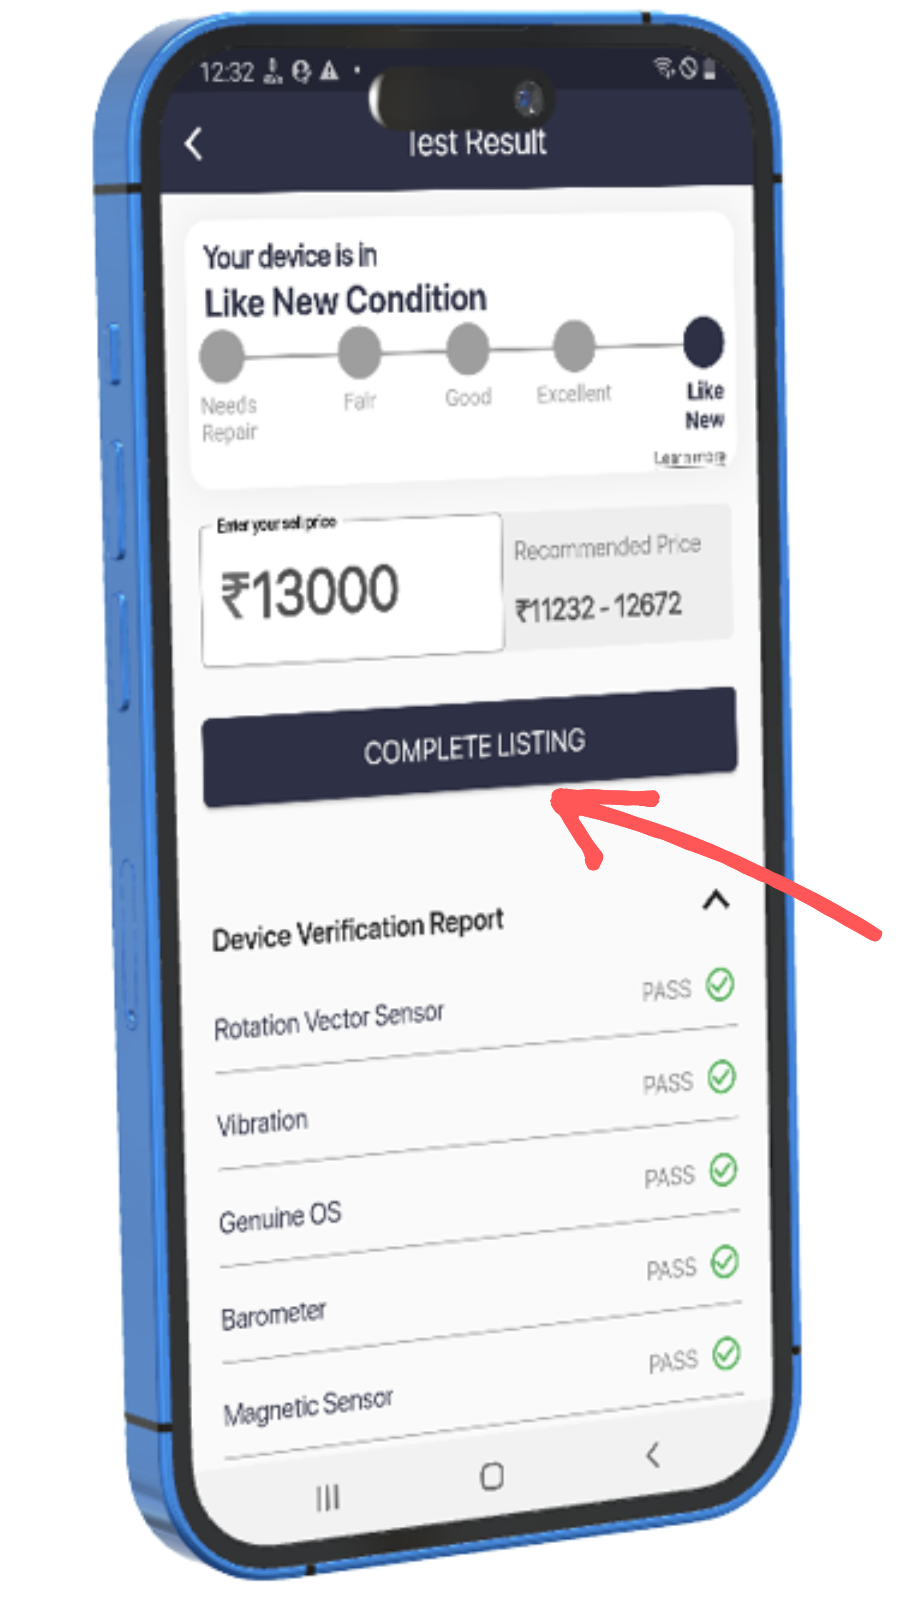 12:32
Test Result
Your device is in
Like New Condition
Needs
Repair
Fair
Good
Excellent
Like
New
Learn more
Enter your sell price
₹13000
Recommended Price
₹11232 - 12672
COMPLETE LISTING
Device Verification Report
Rotation Vector Sensor
PASS
Vibration
PASS
Genuine OS
PASS
Barometer
PASS
Magnetic Sensor
PASS